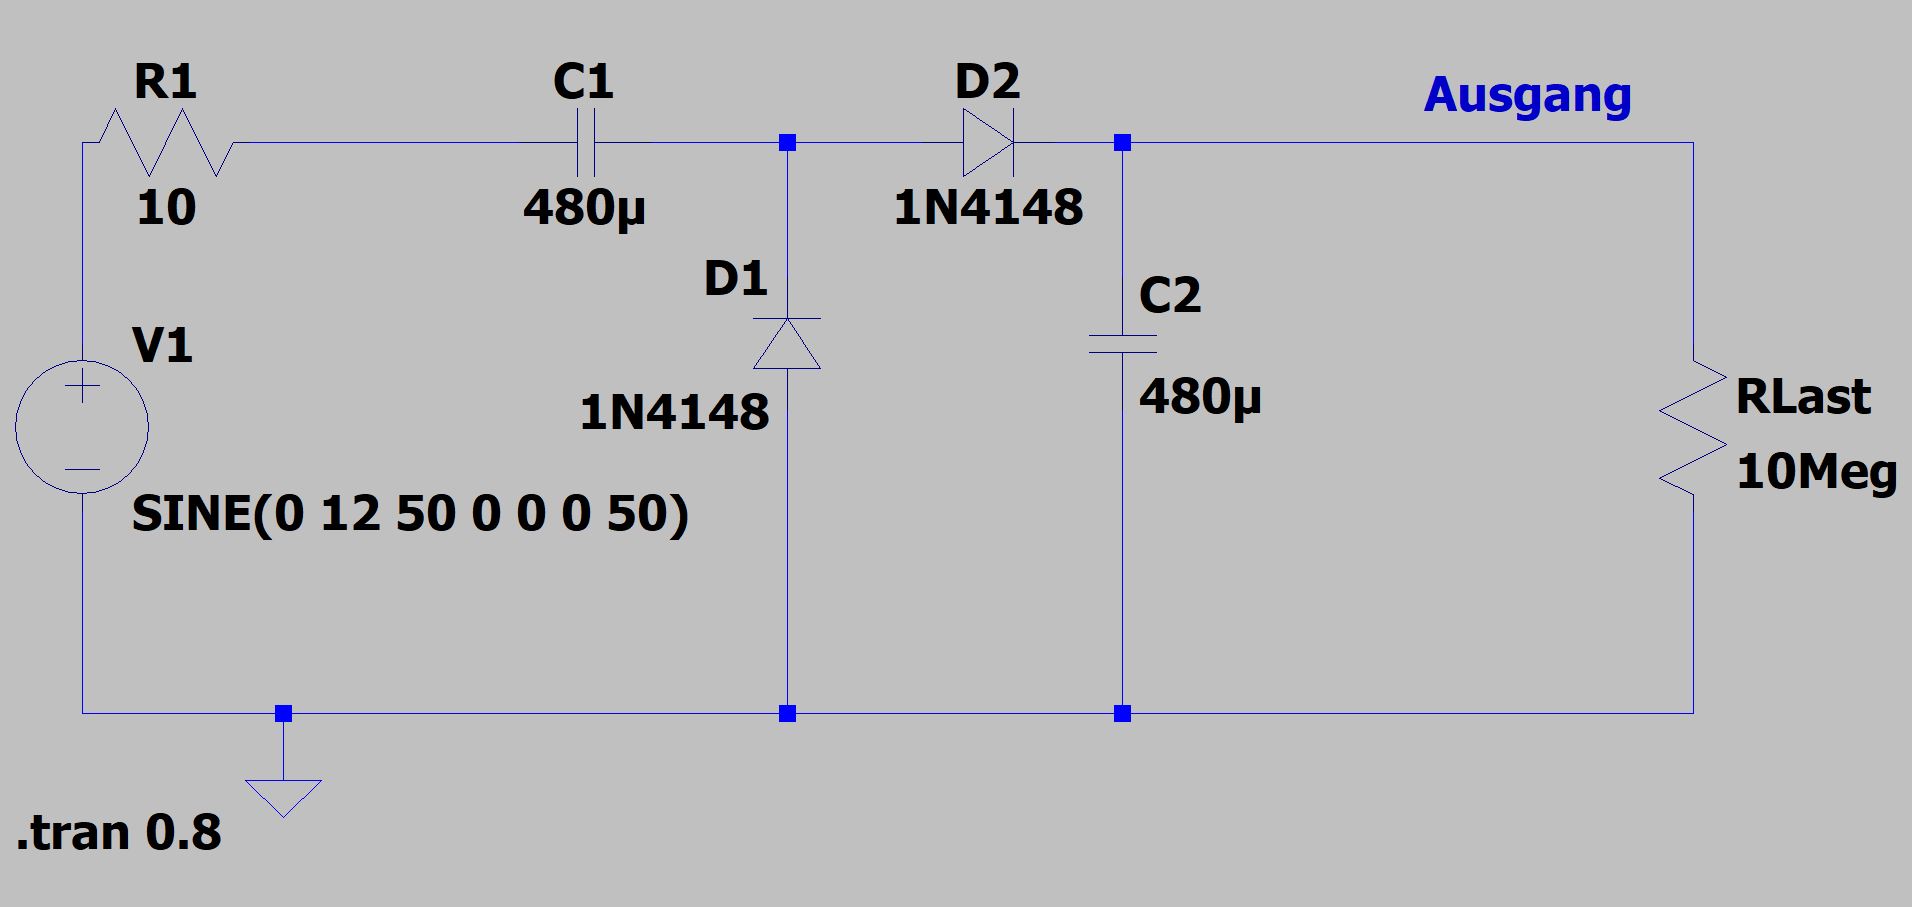 R1
10
C1
480µ
D2
1N4148
Ausgang
D1
1N4148
C2
480µ
V1
SINE(0 12 50 0 0 0 50)
RLast
10Meg
.tran 0.8